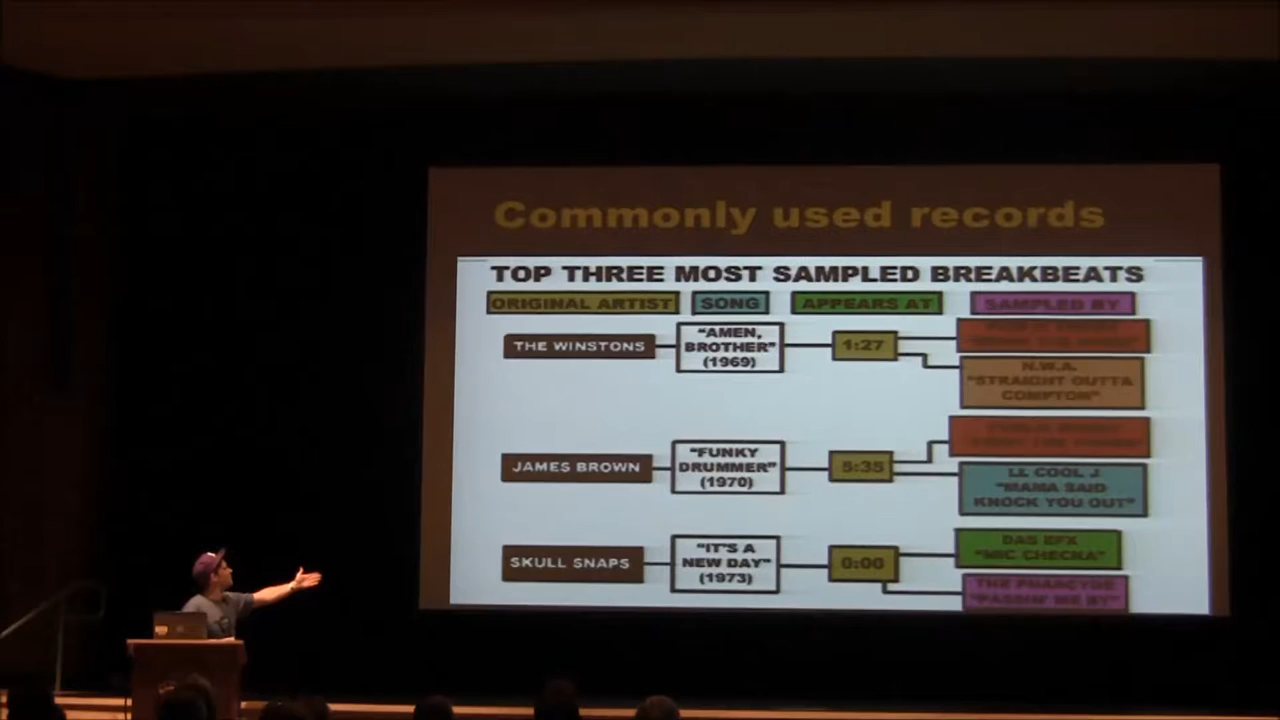 Commonly used records
TOP THREE MOST SAMPLED BREAKBEATS
ORIGINAL ARTIST SONG APPEARS AT SAMPLED BY
THE WINSTONS
"AMEN,
BROTHER"
(1969)
1:27
N.W.A.
"STRAIGHT OUTTA
COMPTON"
JAMES BROWN
"FUNKY
DRUMMER"
(1970)
5:35
LL COOL J
"MAMA SAID
KNOCK YOU OUT"
SKULL SNAPS
"IT'S A
NEW DAY"
(1973)
0:00
DAS EFX
"MIC CHECKA"
THE PHARCYDE
"PASSIN' ME BY"